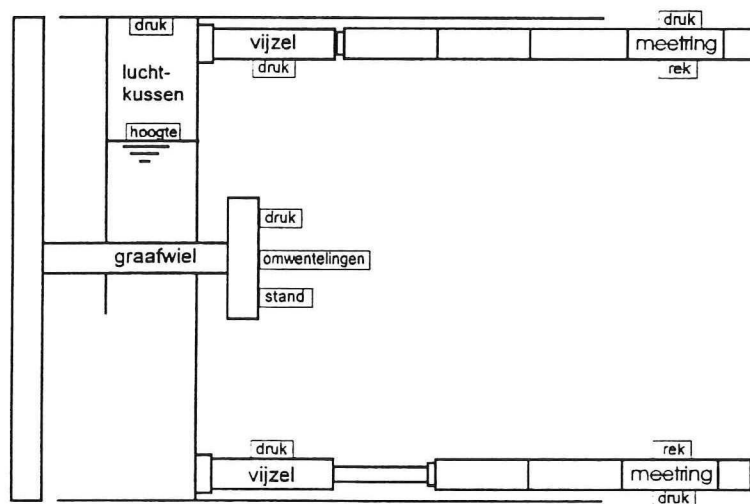 druk
druk
vijzel
meetring
druk
rek
lucht-
kussen
hoogte
druk
graafwiel
omwentelingen
stand
druk
rek
vijzel
meetring
druk